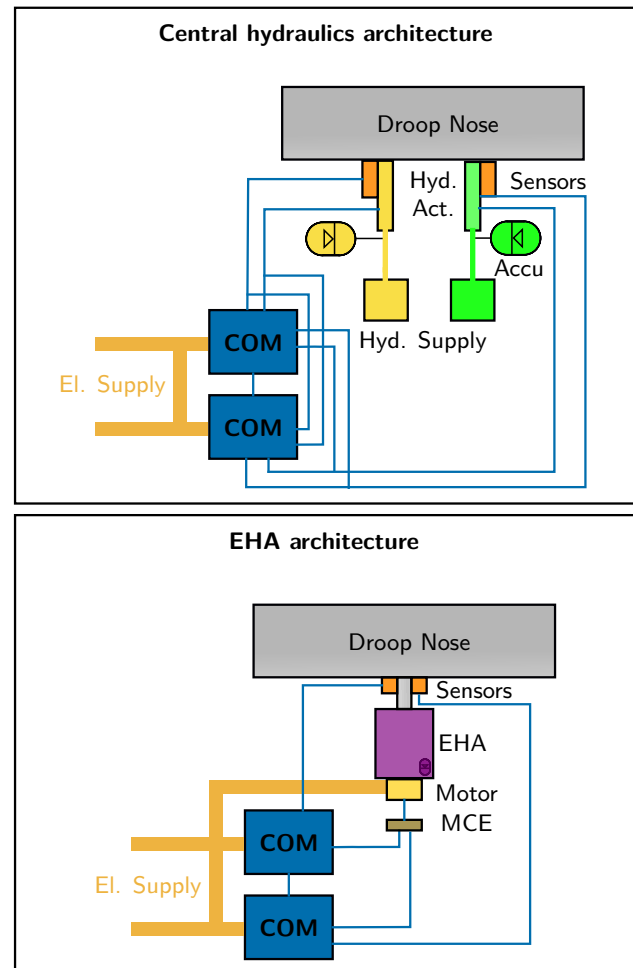 Central hydraulics architecture
Droop Nose
Hyd.
Act.
Sensors
Accu
Hyd. Supply
COM
El. Supply
COM
EHA architecture
Droop Nose
Sensors
EHA
Motor
MCE
COM
El. Supply
COM